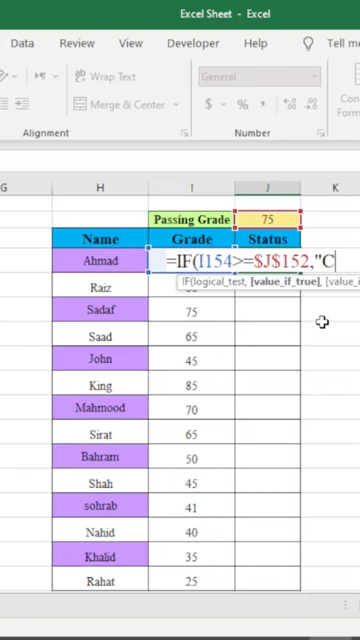 Excel Sheet - Excel
Data Review View Developer Help Tell me
Wrap Text General
Merge & Center $ % , Con
Form
Alignment Number
G H I J K
Passing Grade 75
Name Grade Status
Ahmad =IF(I154>=$J$152,"C
IF(logical_test, [value_if_true], [value_i
Raiz
Sadaf 75
Saad 65
John 45
King 85
Mahmood 70
Sirat 65
Bahram 50
Shah 45
sohrab 41
Nahid 40
Khalid 35
Rahat 25